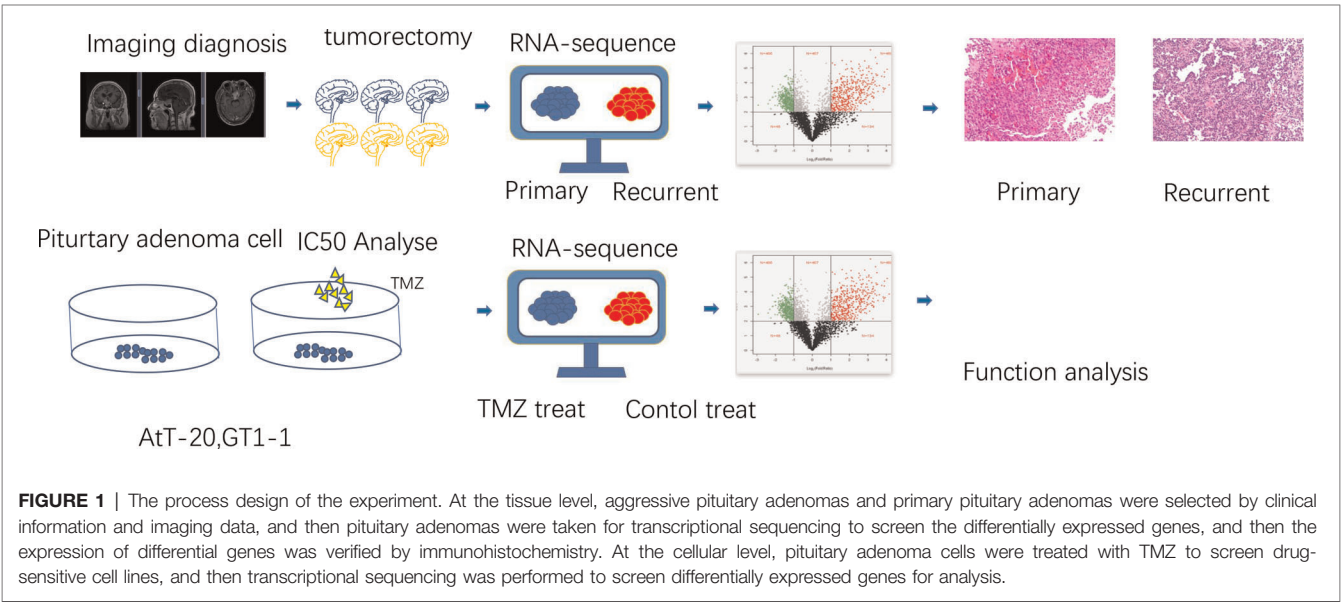 Imaging diagnosis
tumorectomy
RNA-sequence
Primary Recurrent
Log₂(FoldRatio)
Primary
Recurrent
Piturtary adenoma cell
IC50 Analyse
TMZ
RNA-sequence
TMZ treat
Contol treat
Function analysis
AtT-20,GT1-1
FIGURE 1 | The process design of the experiment. At the tissue level, aggressive pituitary adenomas and primary pituitary adenomas were selected by clinical
information and imaging data, and then pituitary adenomas were taken for transcriptional sequencing to screen the differentially expressed genes, and then the
expression of differential genes was verified by immunohistochemistry. At the cellular level, pituitary adenoma cells were treated with TMZ to screen drug-
sensitive cell lines, and then transcriptional sequencing was performed to screen differentially expressed genes for analysis.